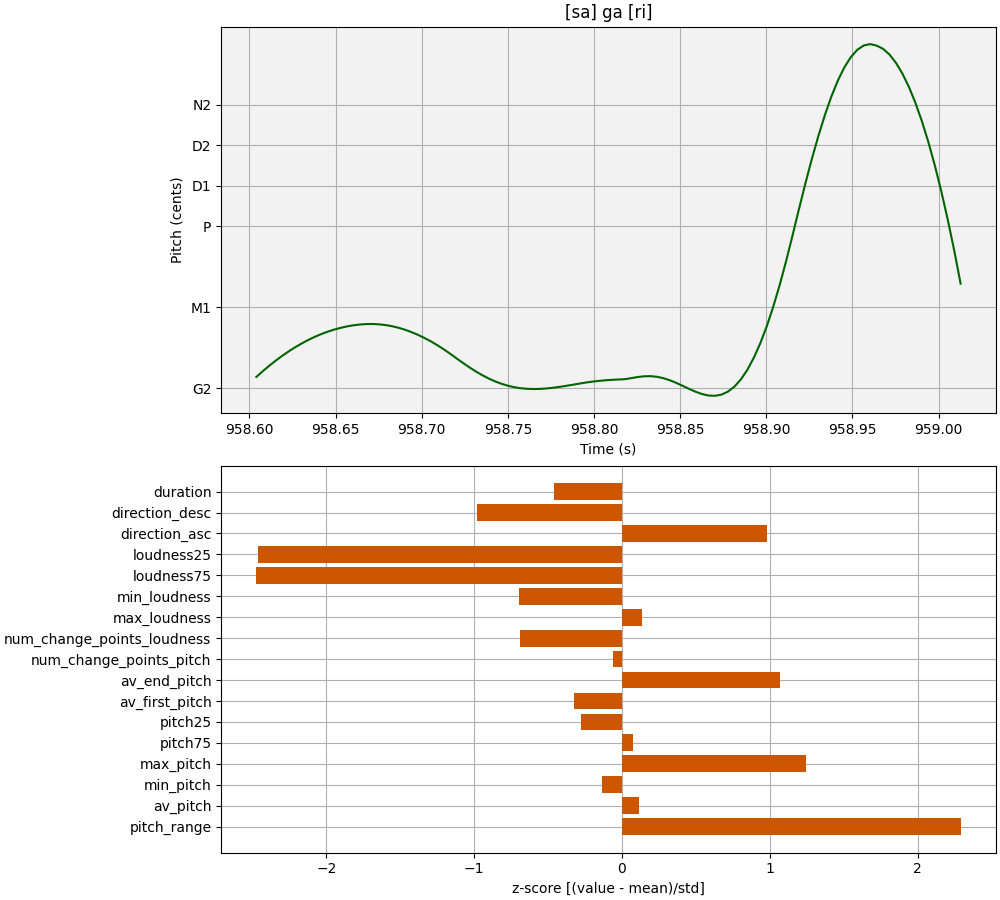 [sa] ga [ri]
Pitch (cents)
N2
D2
D1
P
M1
G2
958.60 958.65 958.70 958.75 958.80 958.85 958.90 958.95 959.00
Time (s)
duration
direction_desc
direction_asc
loudness25
loudness75
min_loudness
max_loudness
num_change_points_loudness
num_change_points_pitch
av_end_pitch
av_first_pitch
pitch25
pitch75
max_pitch
min_pitch
av_pitch
pitch_range
−2 −1 0 1 2
z-score [(value - mean)/std]